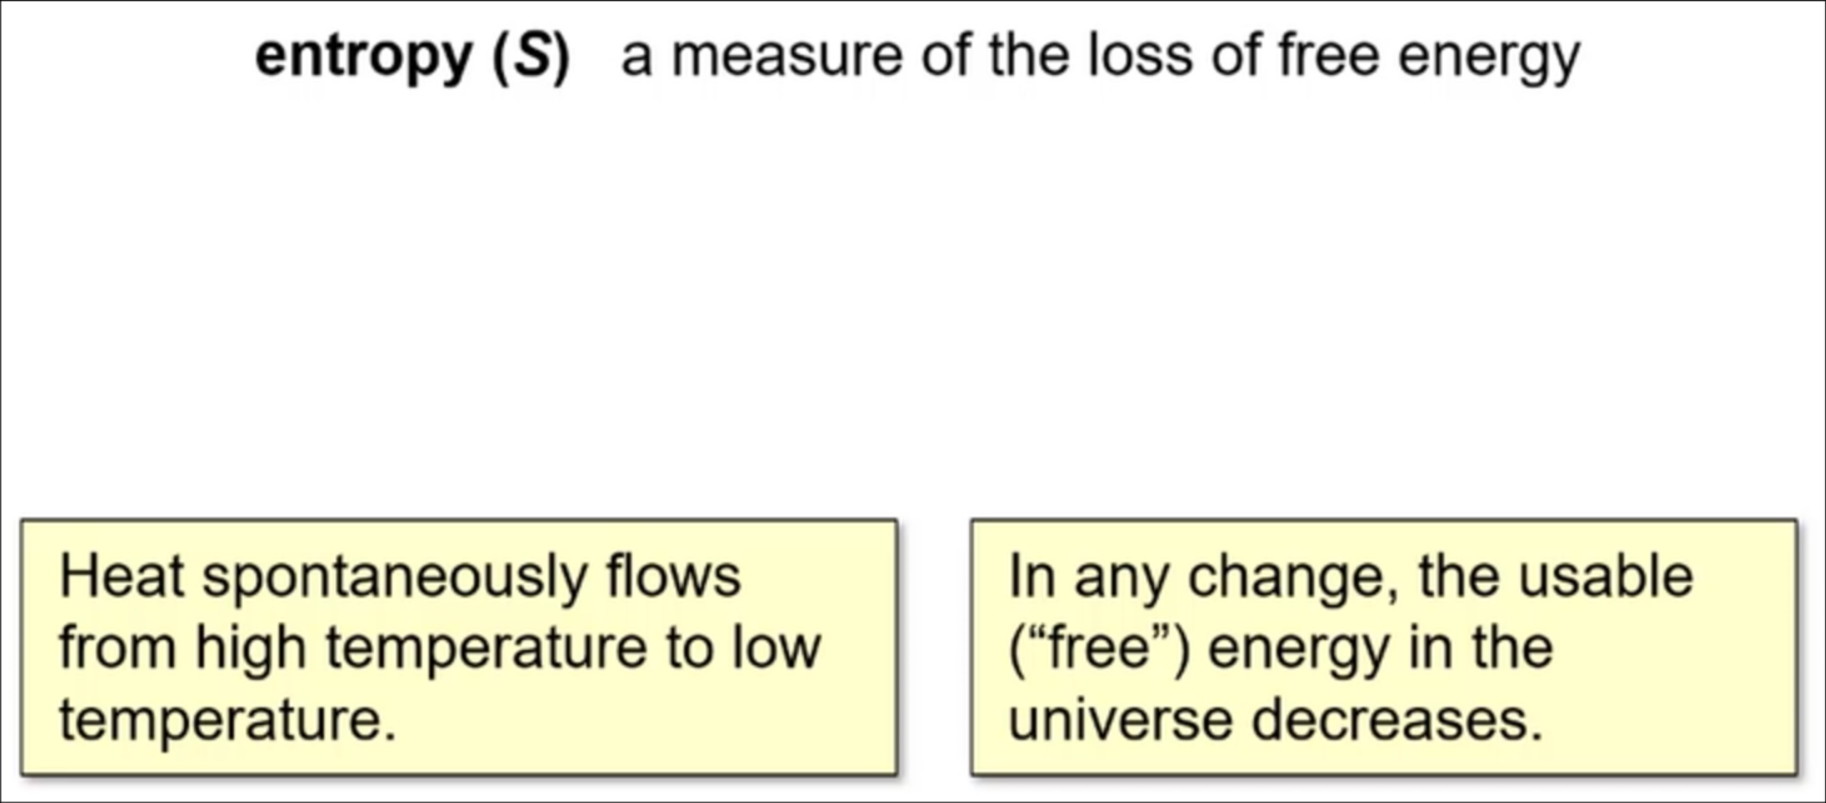 entropy (S) a measure of the loss of free energy
Heat spontaneously flows
from high temperature to low
temperature.
In any change, the usable
(“free”) energy in the
universe decreases.